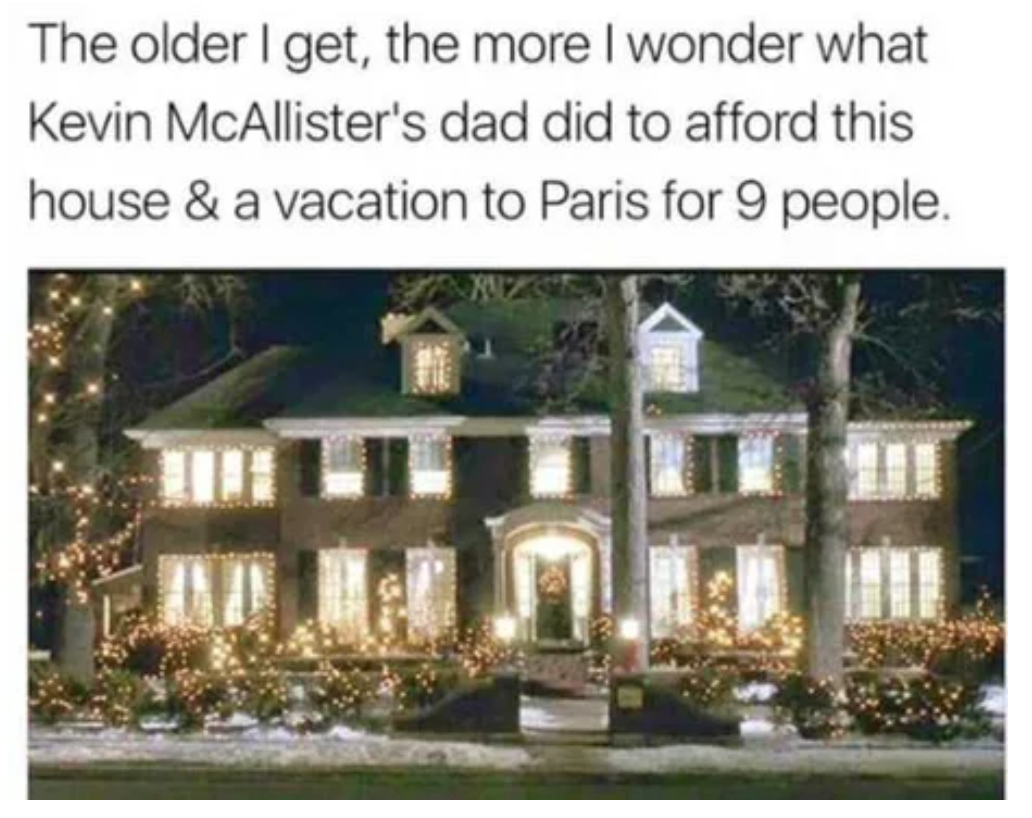 The older I get, the more I wonder what
Kevin McAllister's dad did to afford this
house & a vacation to Paris for 9 people.